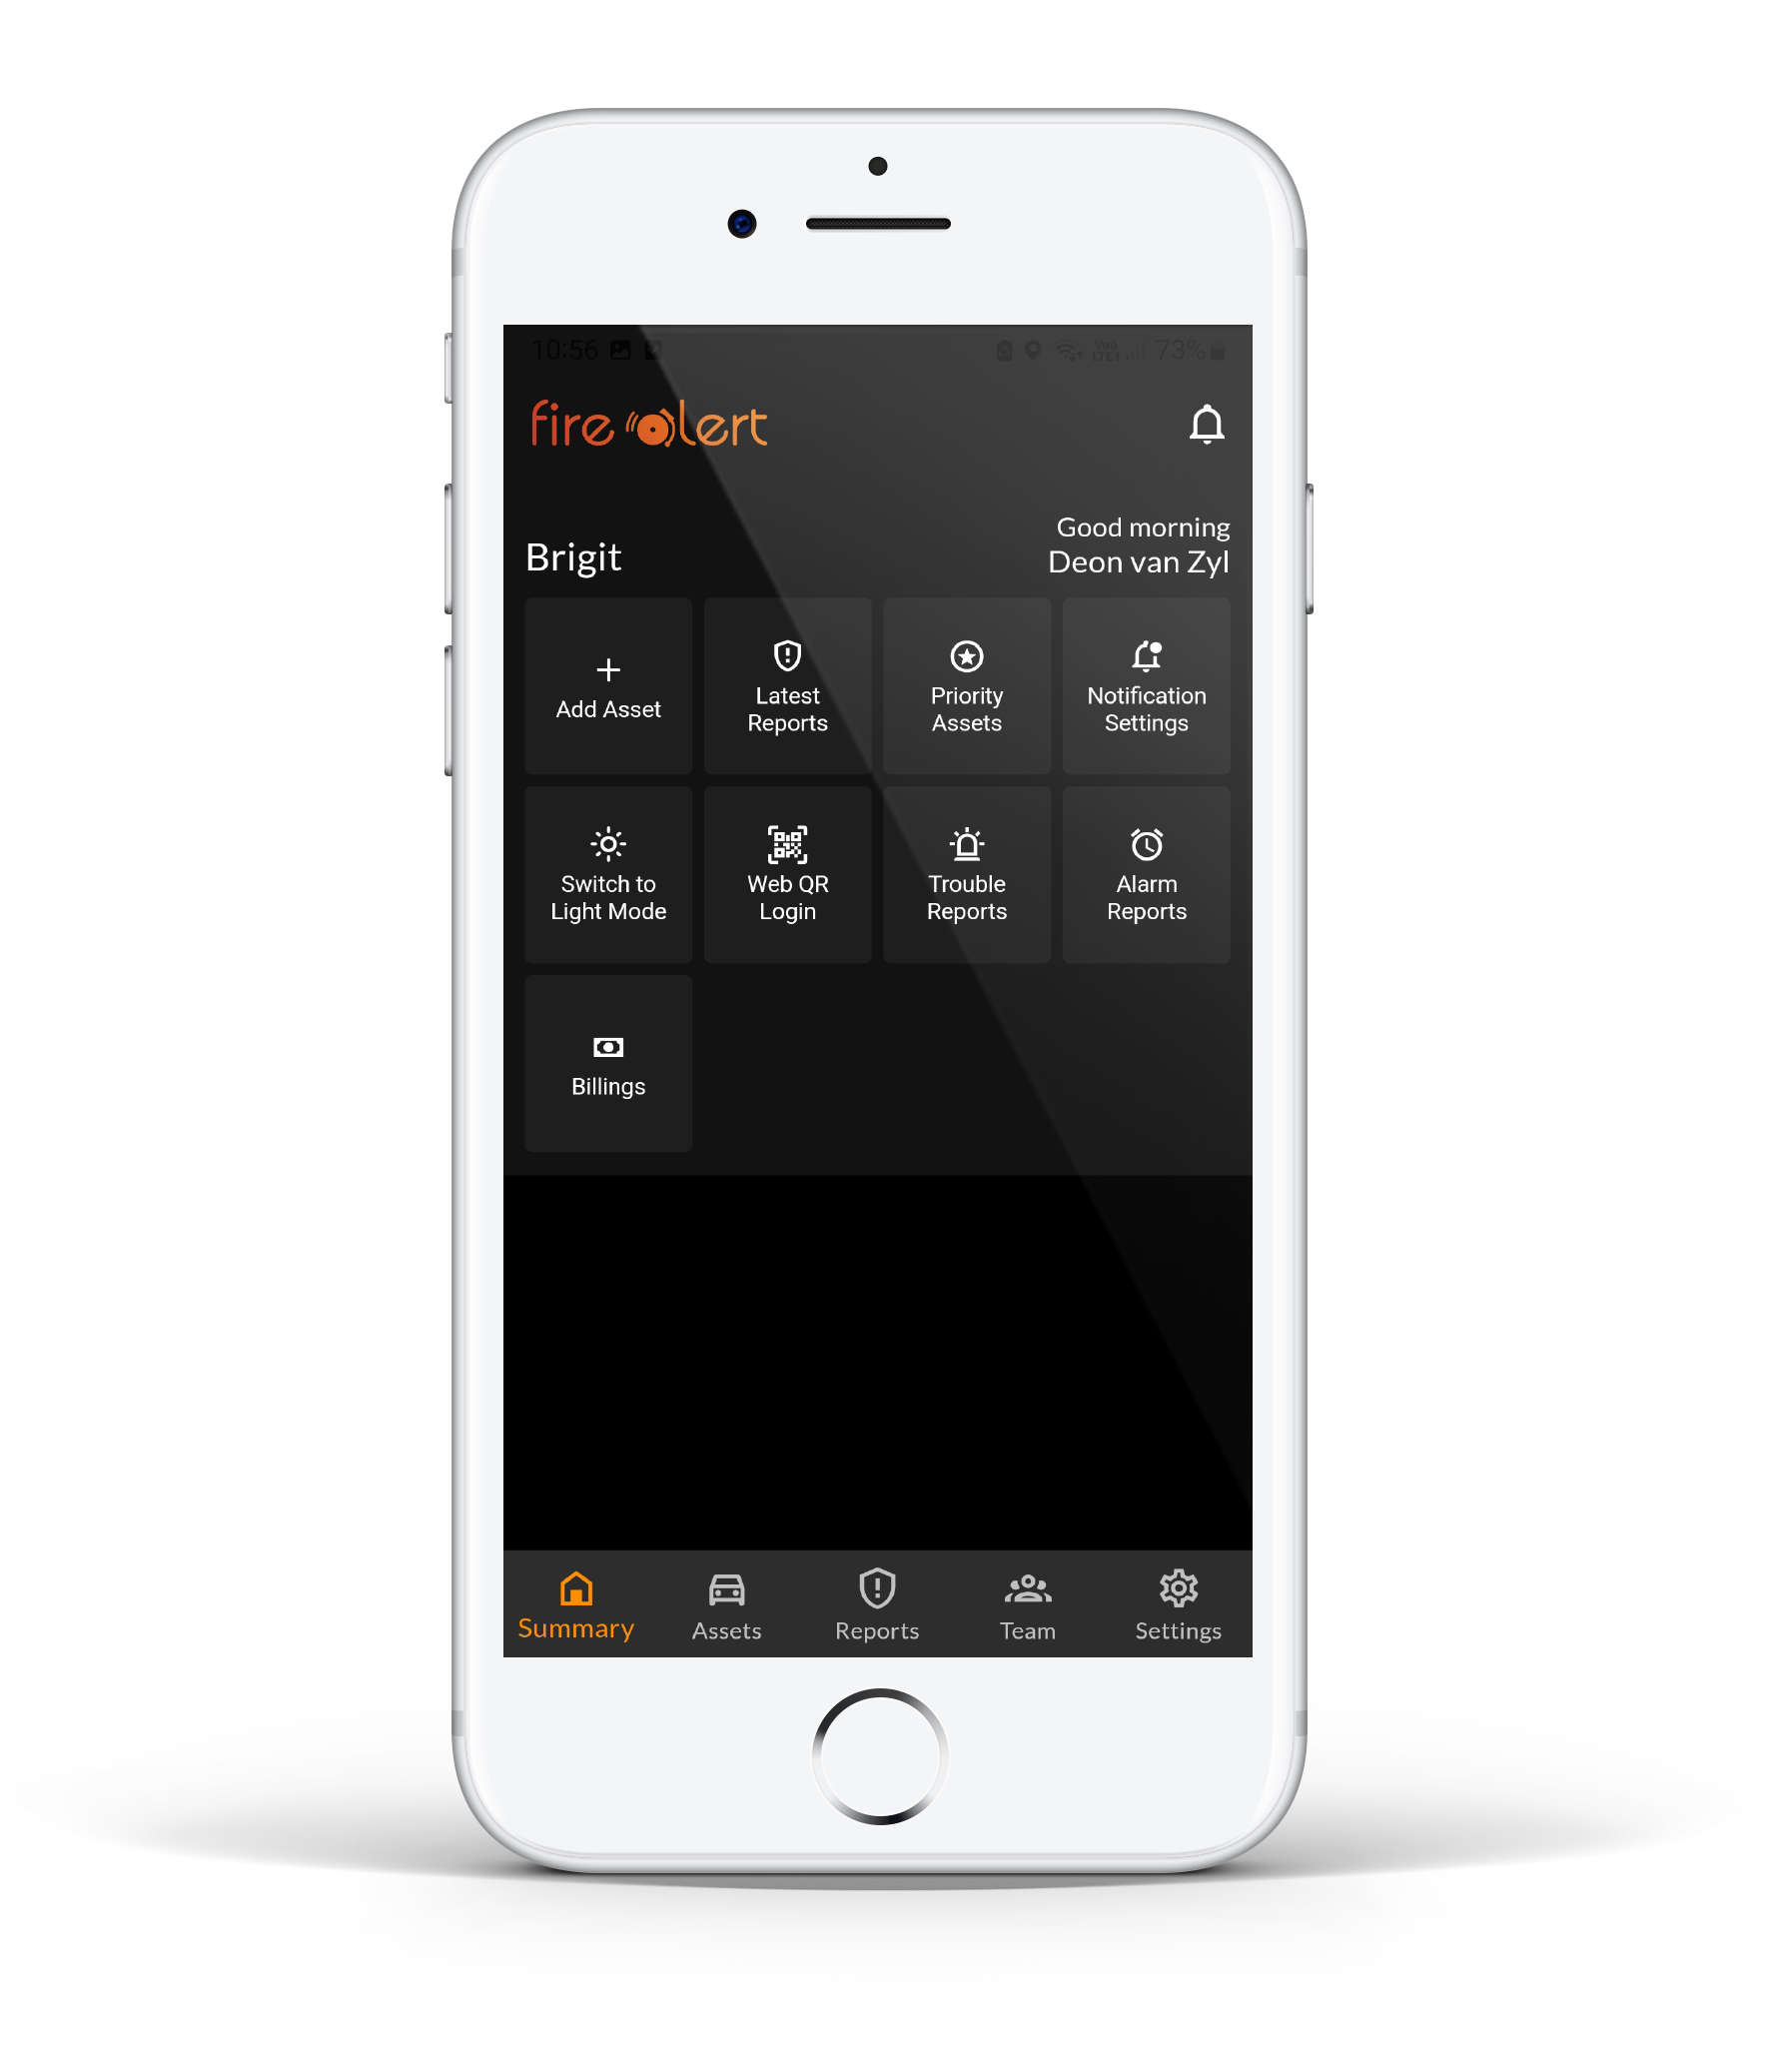 10:56 73%
fire alert
Good morning
Brigit Deon van Zyl
Add Asset
Latest
Reports
Priority
Assets
Notification
Settings
Switch to
Light Mode
Web QR
Login
Trouble
Reports
Alarm
Reports
Billings
Summary Assets Reports Team Settings